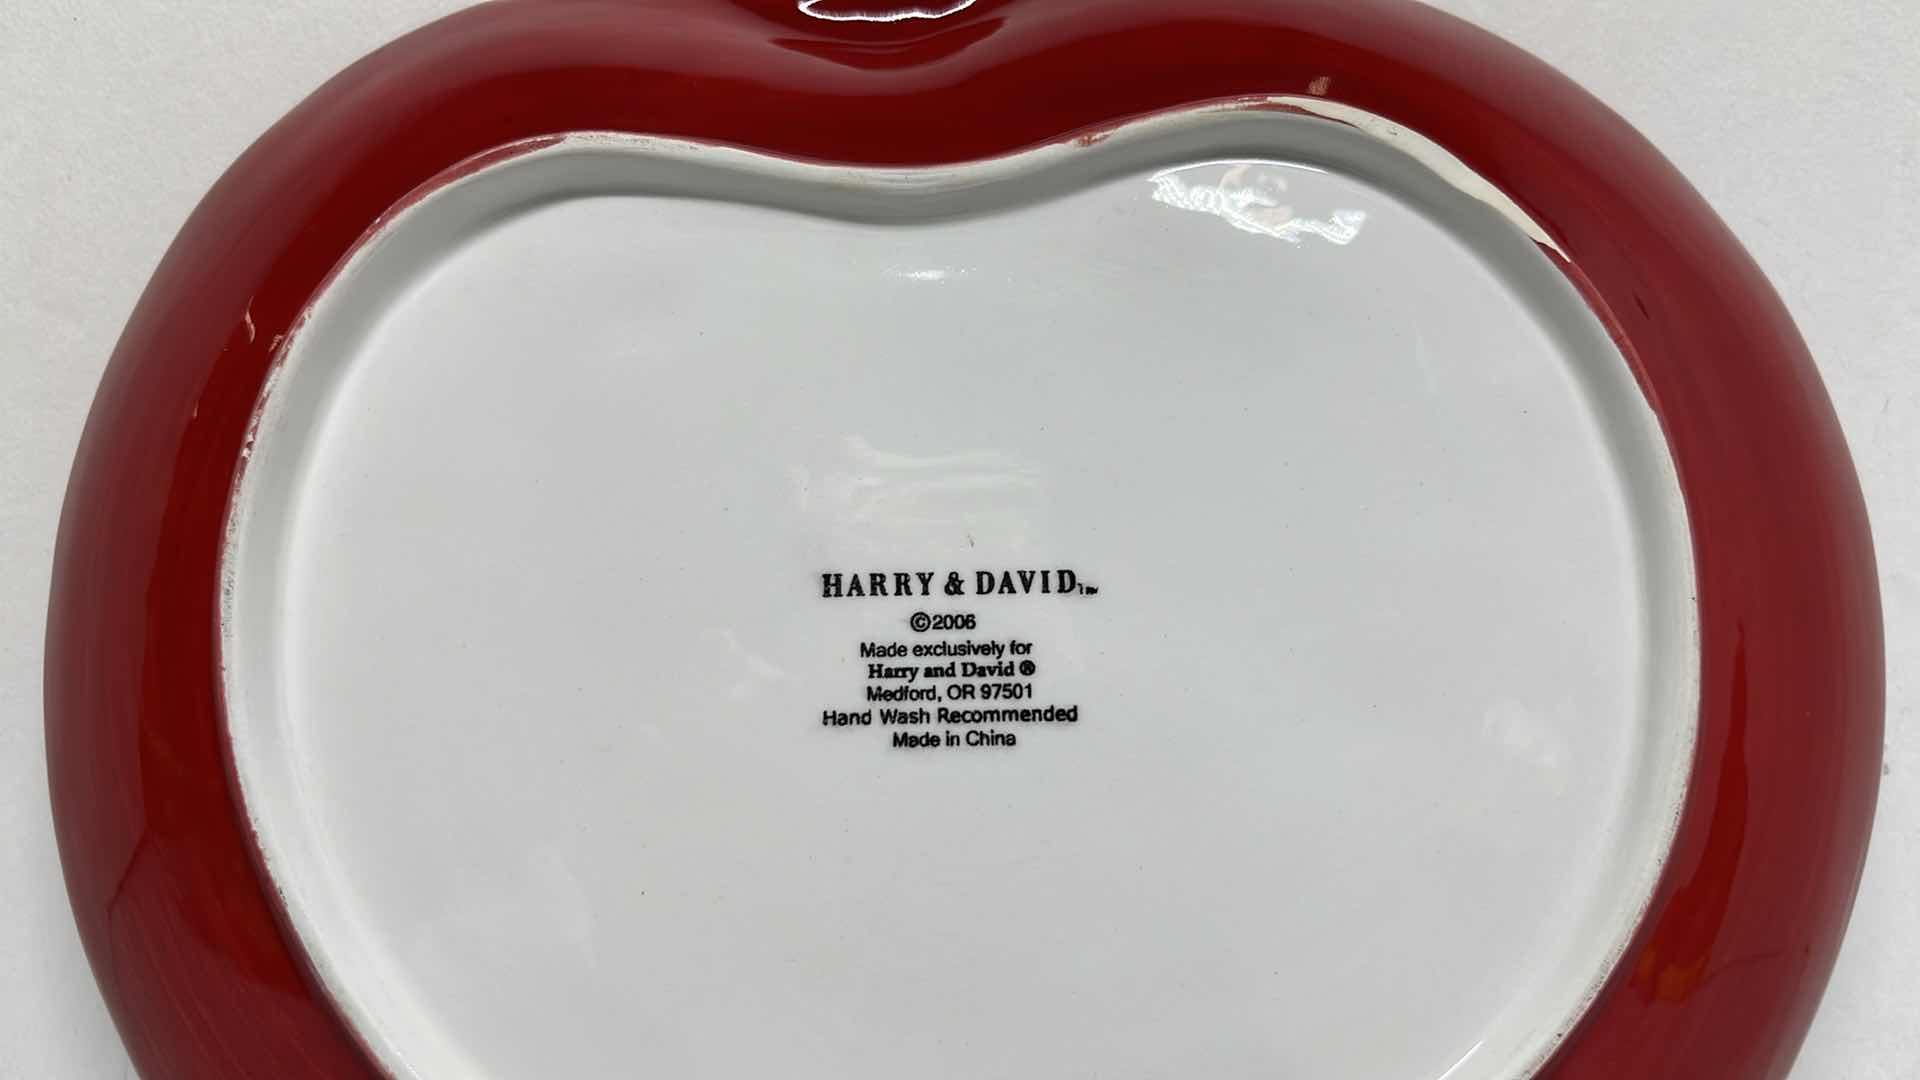 HARRY & DAVID™
©2006
Made exclusively for
Harry and David ®
Medford, OR 97501
Hand Wash Recommended
Made in China